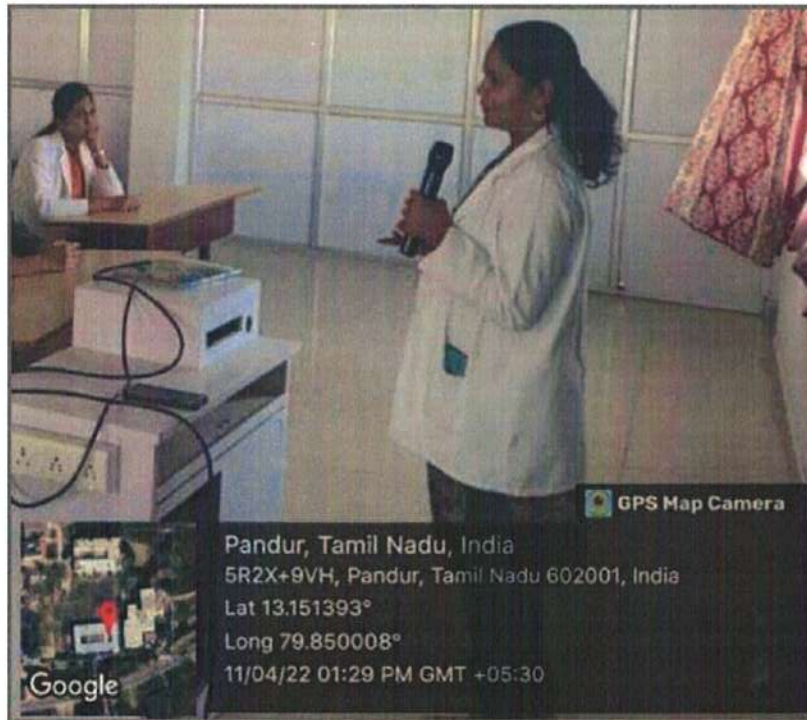 GPS Map Camera
Pandur, Tamil Nadu, India
5R2X+9VH, Pandur, Tamil Nadu 602001, India
Lat 13.151393°
Long 79.850008°
11/04/22 01:29 PM GMT +05:30
Google